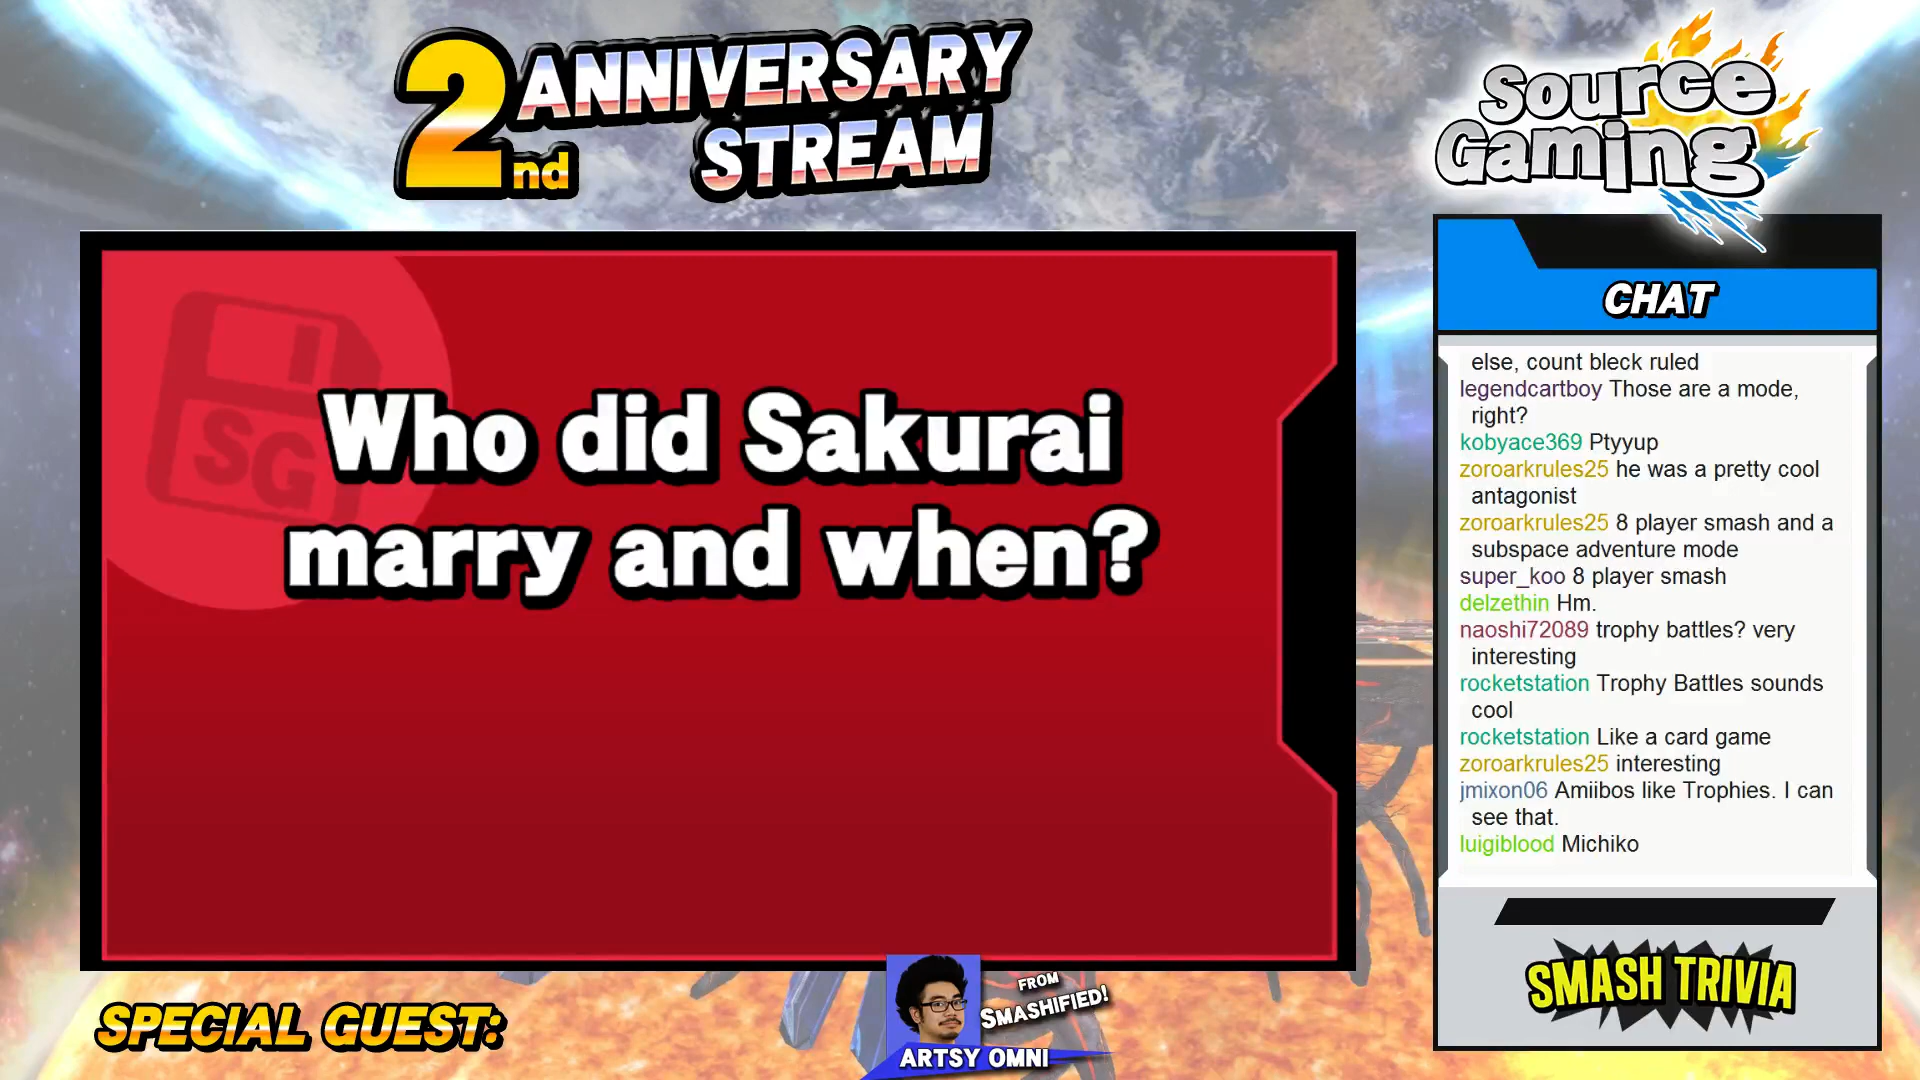 2nd ANNIVERSARY
STREAM
Source
Gaming
SG
Who did Sakurai
marry and when?
CHAT
else, count bleck ruled
legendcartboy Those are a mode,
right?
kobyace369 Ptyyup
zoroarkrules25 he was a pretty cool
antagonist
zoroarkrules25 8 player smash and a
subspace adventure mode
super_koo 8 player smash
delzethin Hm.
naoshi72089 trophy battles? very
interesting
rocketstation Trophy Battles sounds
cool
rocketstation Like a card game
zoroarkrules25 interesting
jmixon06 Amiibos like Trophies. I can
see that.
luigiblood Michiko
SMASH TRIVIA
SPECIAL GUEST:
FROM
SMASHIFIED!
ARTSY OMNI